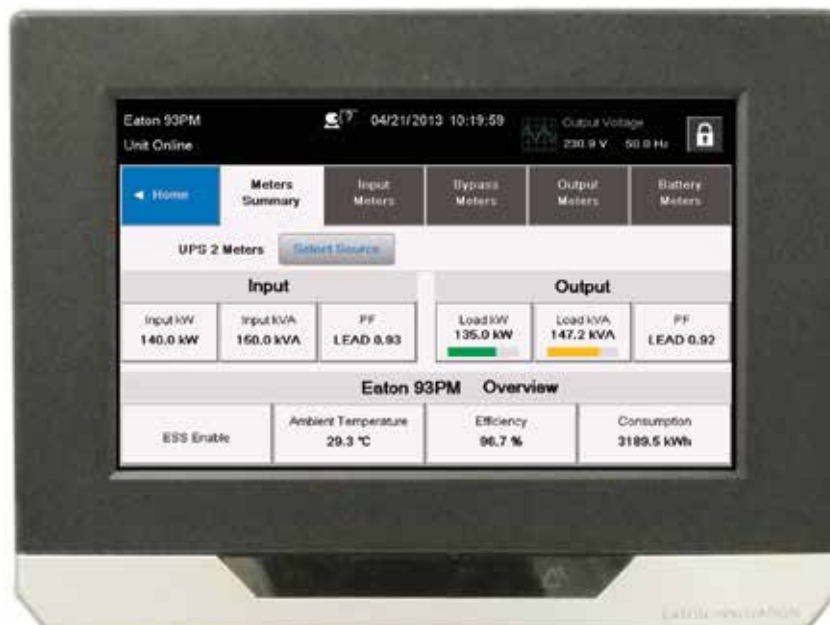 Eaton 93PM
04/21/2013 10:19:59
Output Voltage
Unit Online
230.9 V 50.0 Hz
◄ Home
Meters Summary
Input Meters
Bypass Meters
Output Meters
Battery Meters
UPS 2 Meters
Select Source
Input
Output
Input kW
140.0 kW
Input kVA
150.0 kVA
PF
LEAD 0.93
Load kW
135.0 kW
Load kVA
147.2 kVA
PF
LEAD 0.92
Eaton 93PM Overview
ESS Enable
Ambient Temperature
29.3 ℃
Efficiency
96.7 %
Consumption
3189.5 kWh